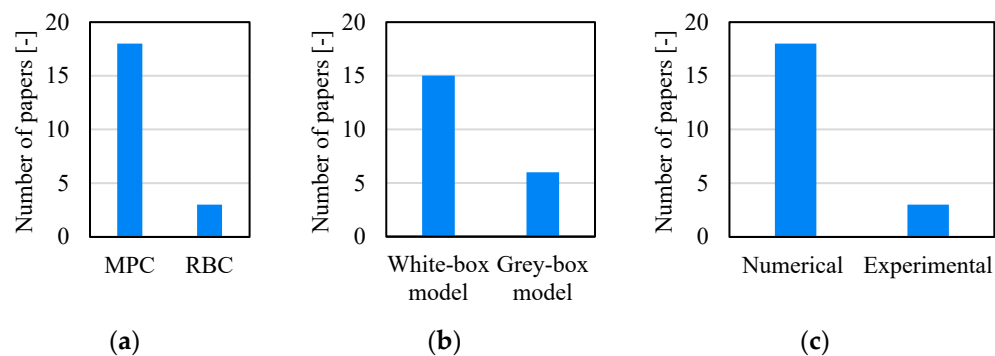 Number of papers [-]
20
15
10
5
0
MPC
RBC
(a)
Number of papers [-]
20
15
10
5
0
White-box
model
Grey-box
model
(b)
Number of papers [-]
20
15
10
5
0
Numerical
Experimental
(c)